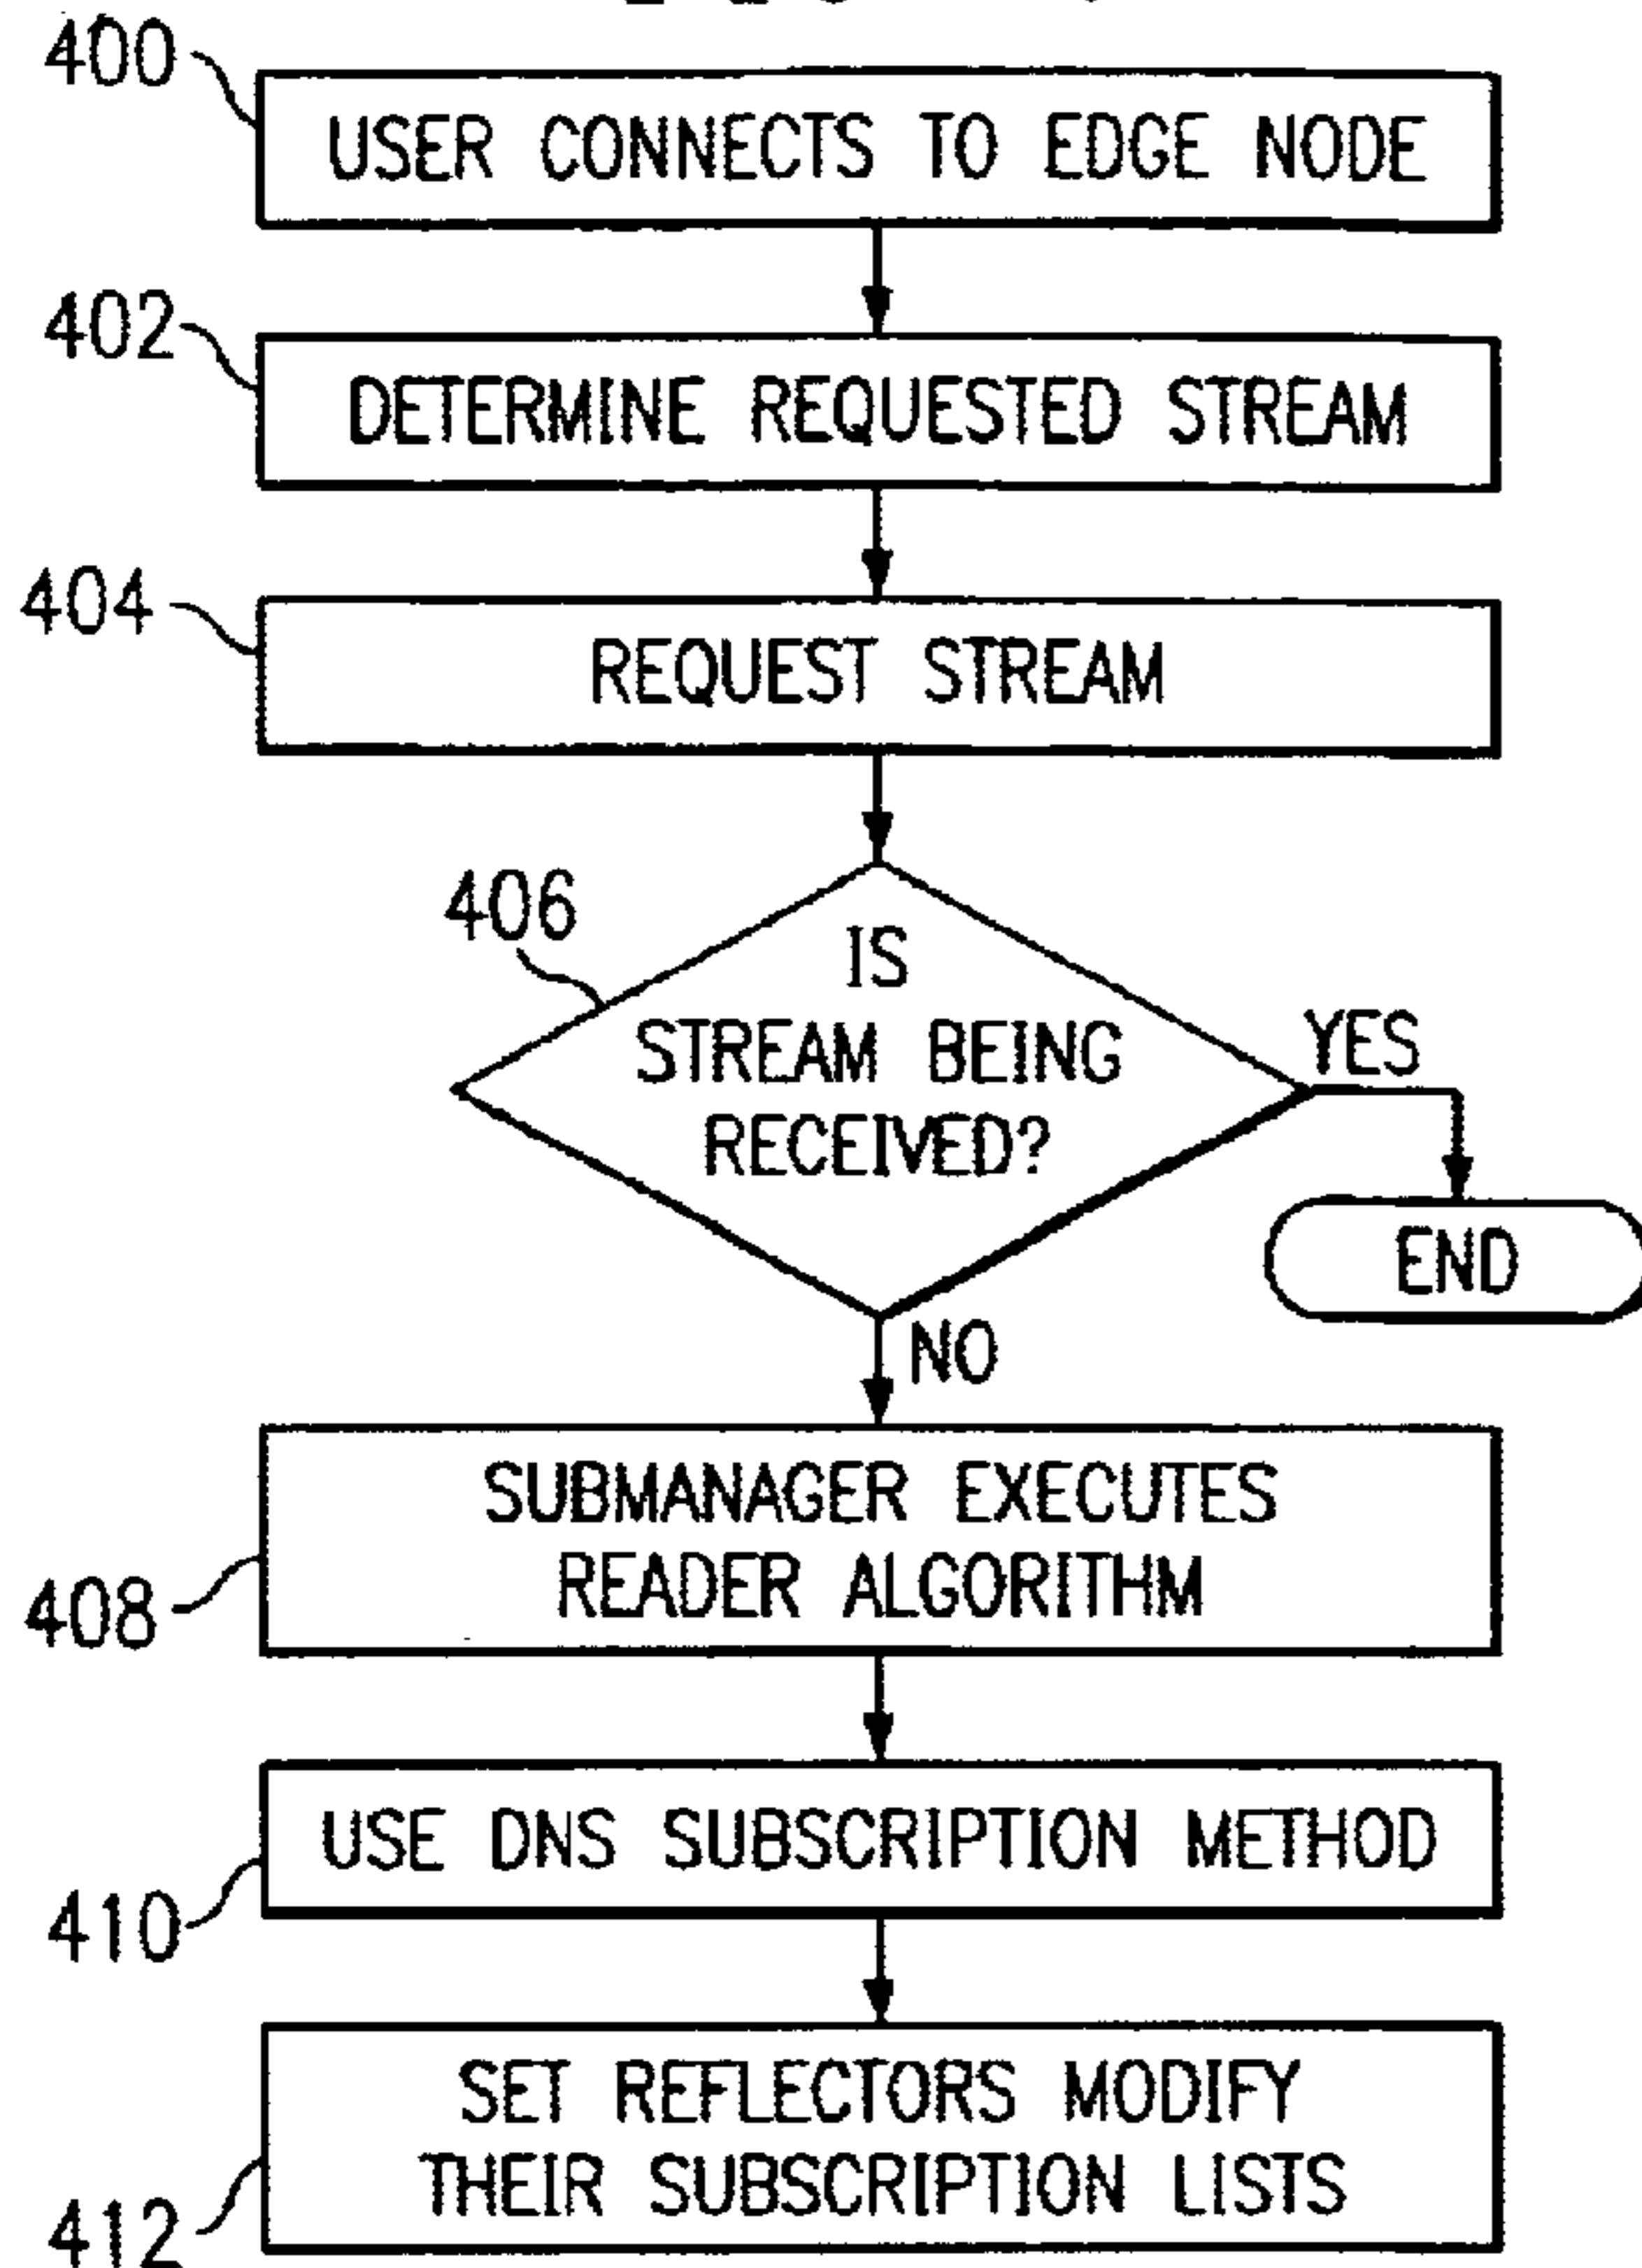 400
USER CONNECTS TO EDGE NODE
402
DETERMINE REQUESTED STREAM
404
REQUEST STREAM
406
IS
STREAM BEING
RECEIVED?
YES
END
NO
SUBMANAGER EXECUTES
READER ALGORITHM
408
USE DNS SUBSCRIPTION METHOD
410
SET REFLECTORS MODIFY
THEIR SUBSCRIPTION LISTS
412